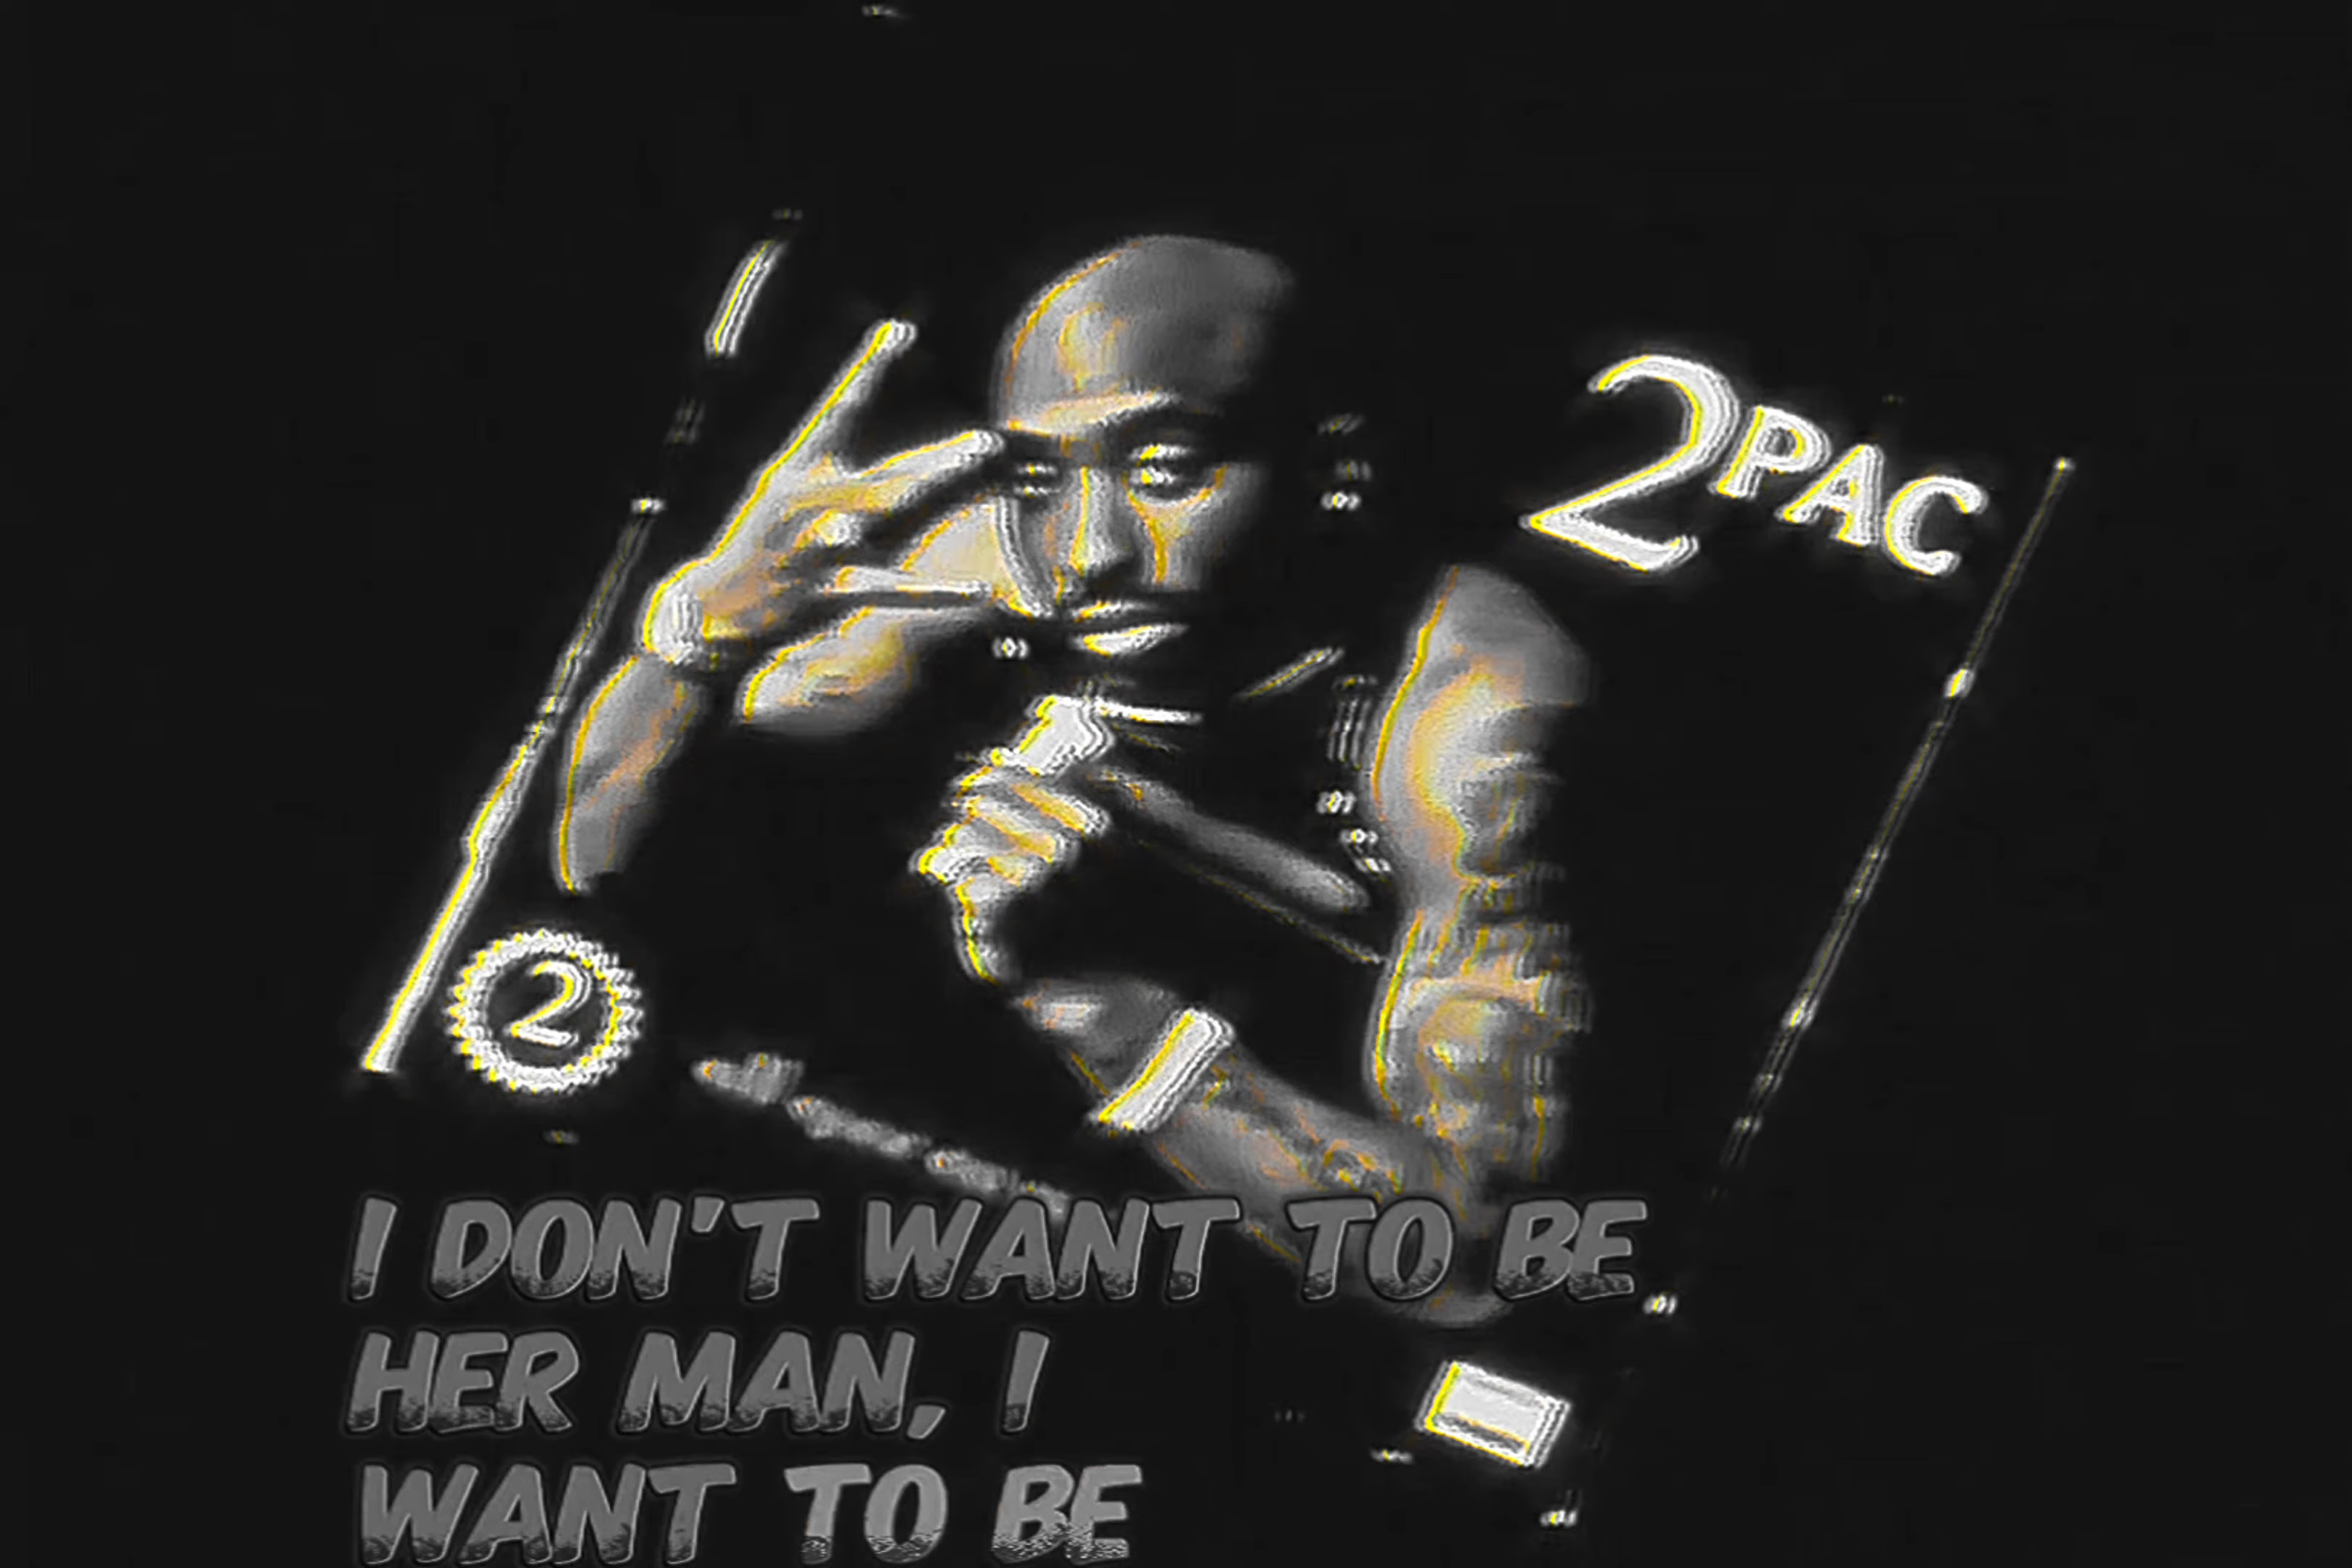 2PAC
2
I DON'T WANT TO BE
HER MAN, I
WANT TO BE